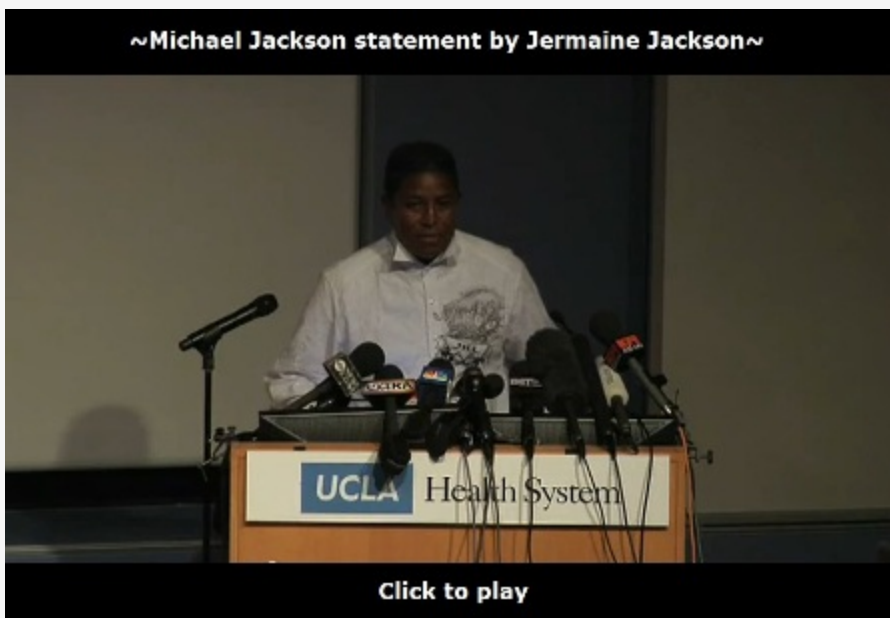 ~Michael Jackson statement by Jermaine Jackson~
UCLA Health System
Click to play